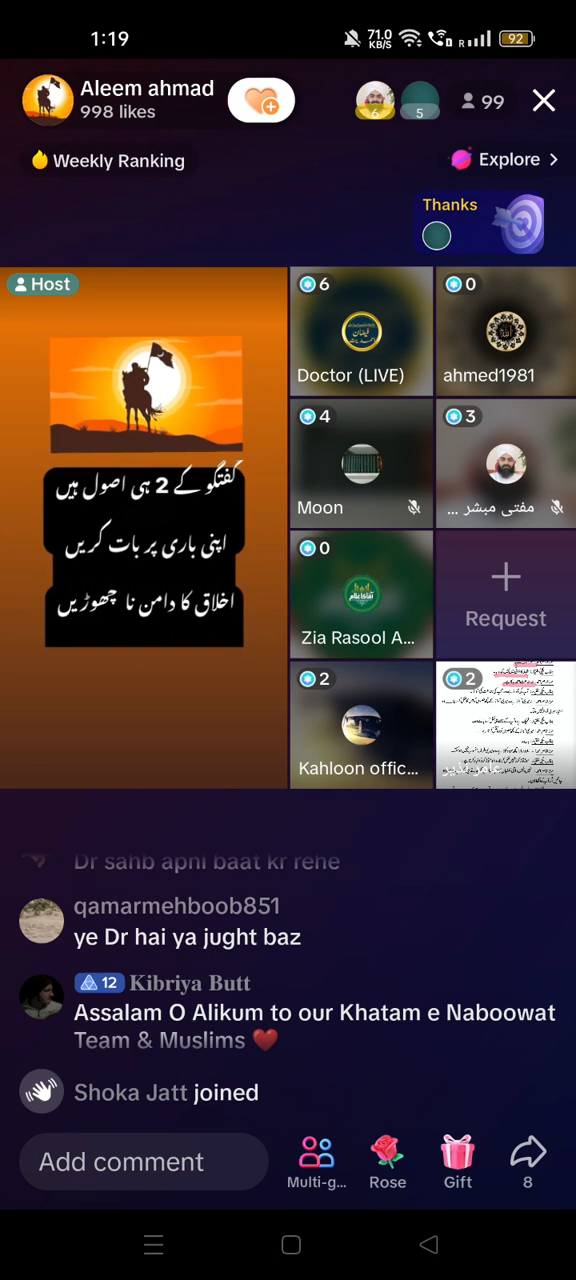 1:19
71.0
KB/S
R
92
Aleem ahmad
998 likes
6
5
99
Weekly Ranking
Explore >
Thanks
Host
گفتگو کے 2 ہی اصول ہیں
اپنی باری پر بات کریں
اخلاق کا دامن نا چھوڑیں
6
Doctor (LIVE)
0
ahmed1981
4
Moon
3
مفتی مبشر ...
0
Zia Rasool A...
Request
2
Kahloon offic...
2
Dr sahb apni baat kr rehe
qamarmehboob851
ye Dr hai ya jught baz
12 Kibriya Butt
Assalam O Alikum to our Khatam e Naboowat
Team & Muslims ❤️
Shoka Jatt joined
Add comment
Multi-g...
Rose
Gift
8